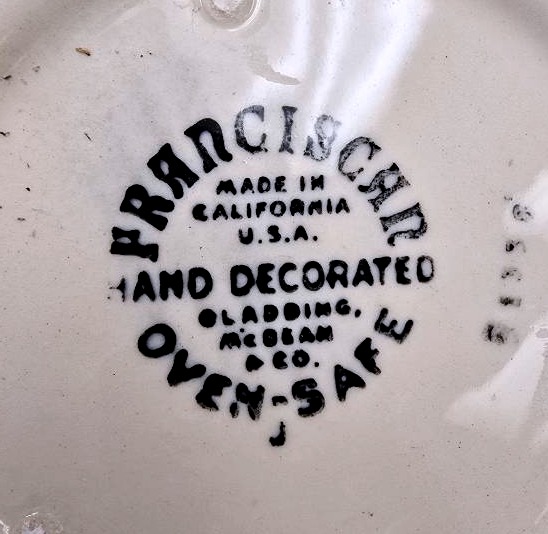 FRANCISCAN
MADE IN
CALIFORNIA
U.S.A.
HAND DECORATED
GLADDING,
McBEAN
& CO.
OVEN-SAFE
J